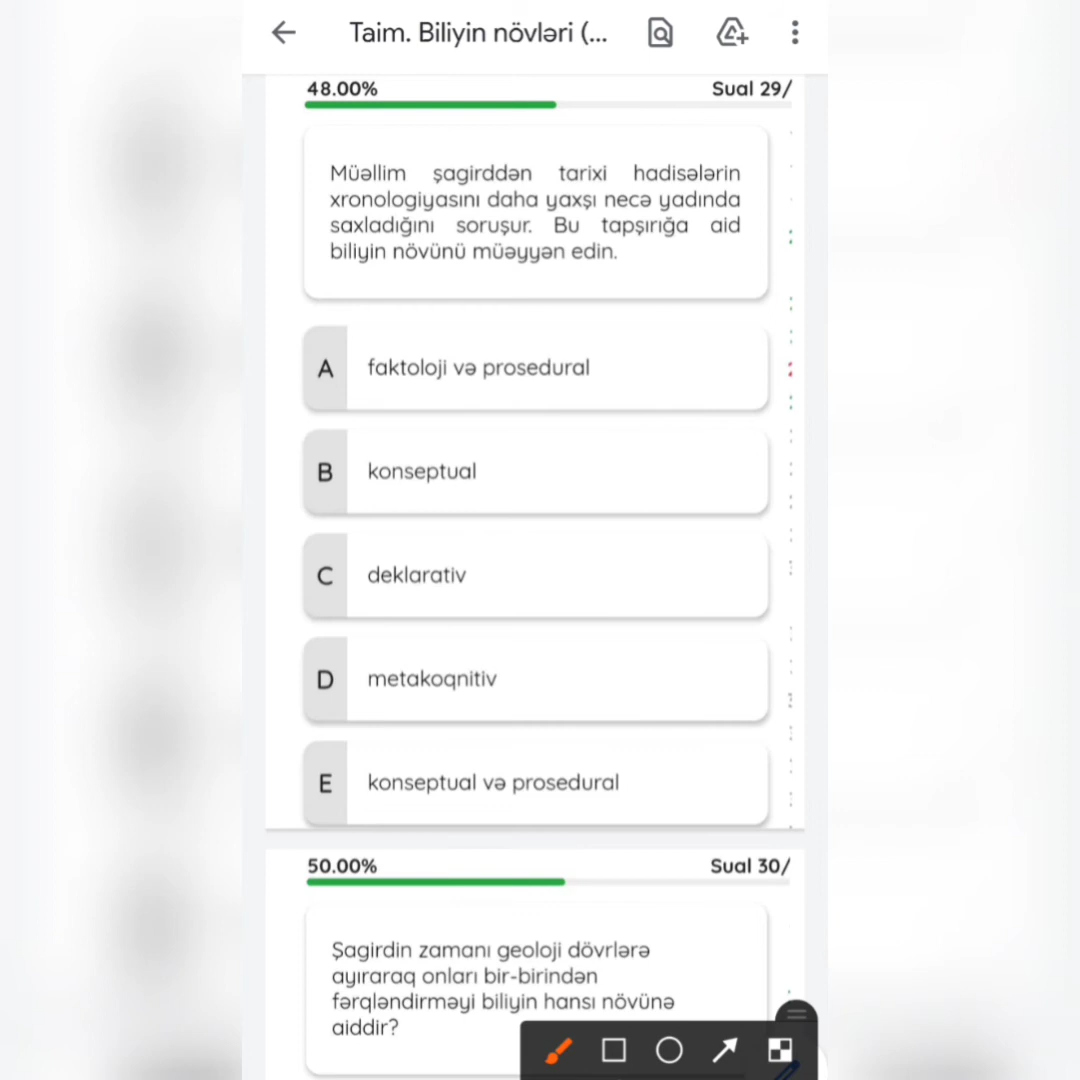 Taim. Biliyin növləri (...
48.00%
Sual 29/
Müəllim şagirddən tarixi hadisələrin
xronologiyasını daha yaxşı necə yadında
saxladığını soruşur. Bu tapşırığa aid
biliyin növünü müəyyən edin.
A faktoloji və prosedural
B konseptual
C deklarativ
D metakoqnitiv
E konseptual və prosedural
50.00%
Sual 30/
Şagirdin zamanı geoloji dövrlərə
ayıraraq onları bir-birindən
fərqləndirməyi biliyin hansı növünə
aiddir?